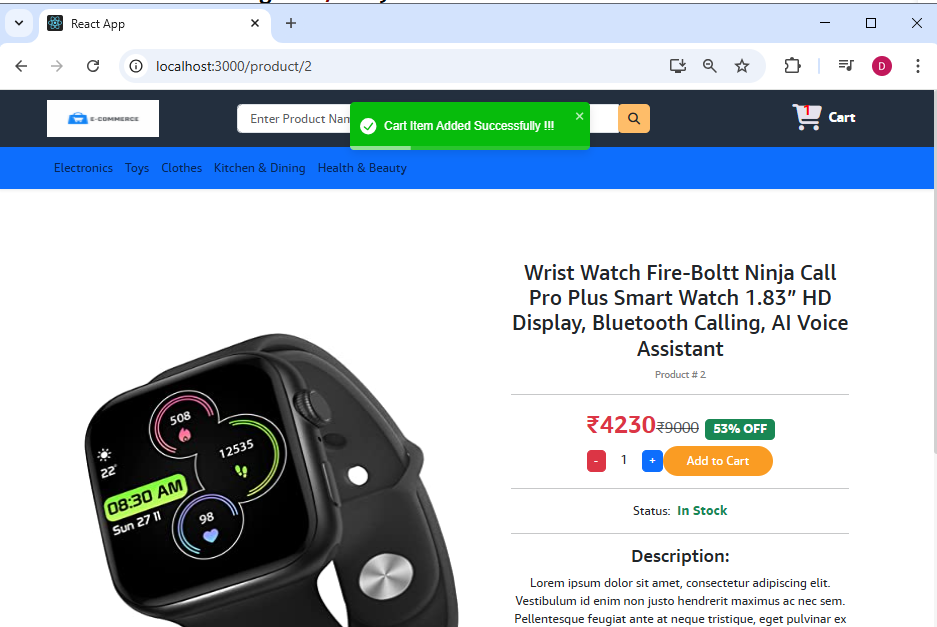 React App
localhost:3000/product/2
D
E-COMMERCE
Enter Product Nam
Cart Item Added Successfully !!!
1
Cart
Electronics Toys Clothes Kitchen & Dining Health & Beauty
Wrist Watch Fire-Boltt Ninja Call
Pro Plus Smart Watch 1.83” HD
Display, Bluetooth Calling, AI Voice
Assistant
Product # 2
₹4230 ₹9000 53% OFF
- 1 + Add to Cart
Status: In Stock
Description:
Lorem ipsum dolor sit amet, consectetur adipiscing elit.
Vestibulum id enim non justo hendrerit maximus ac nec sem.
Pellentesque feugiat ante at neque tristique, eget pulvinar ex
508
12535
22°
08:30 AM
Sun 27 11
98